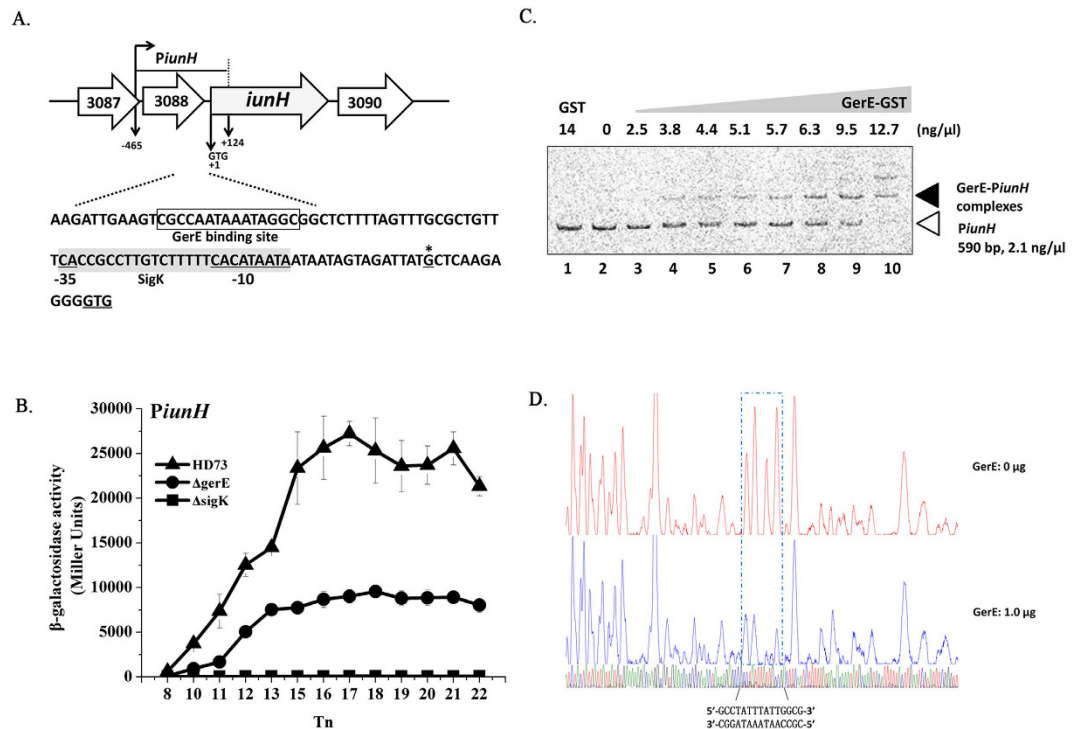 A.
PiunH
3087
3088
iunH
3090
-465
GTG
+1
+124
AAGATTGAAGTCGCCAATAAATAGGCGGCTCTTTTAGTTTGCGCTGTT
GerE binding site
*
TCACCGCCTTGTCTTTTTCACATAATAATAATAGTAGATTATGCTCAAGA
-35
SigK
-10
GGGGTG
B.
PiunH
HD73
ΔgerE
ΔsigK
β-galactosidase activity
(Miller Units)
30000
25000
20000
15000
10000
5000
0
8 10 11 12 13 15 16 17 18 19 20 21 22
Tn
C.
GST
GerE-GST
14 0 2.5 3.8 4.4 5.1 5.7 6.3 9.5 12.7 (ng/μl)
GerE-PiunH
complexes
PiunH
590 bp, 2.1 ng/μl
1 2 3 4 5 6 7 8 9 10
D.
GerE: 0 μg
GerE: 1.0 μg
5’-GCCTATTTATTGGCG-3’
3’-CGGATAAATAACCGC-5’